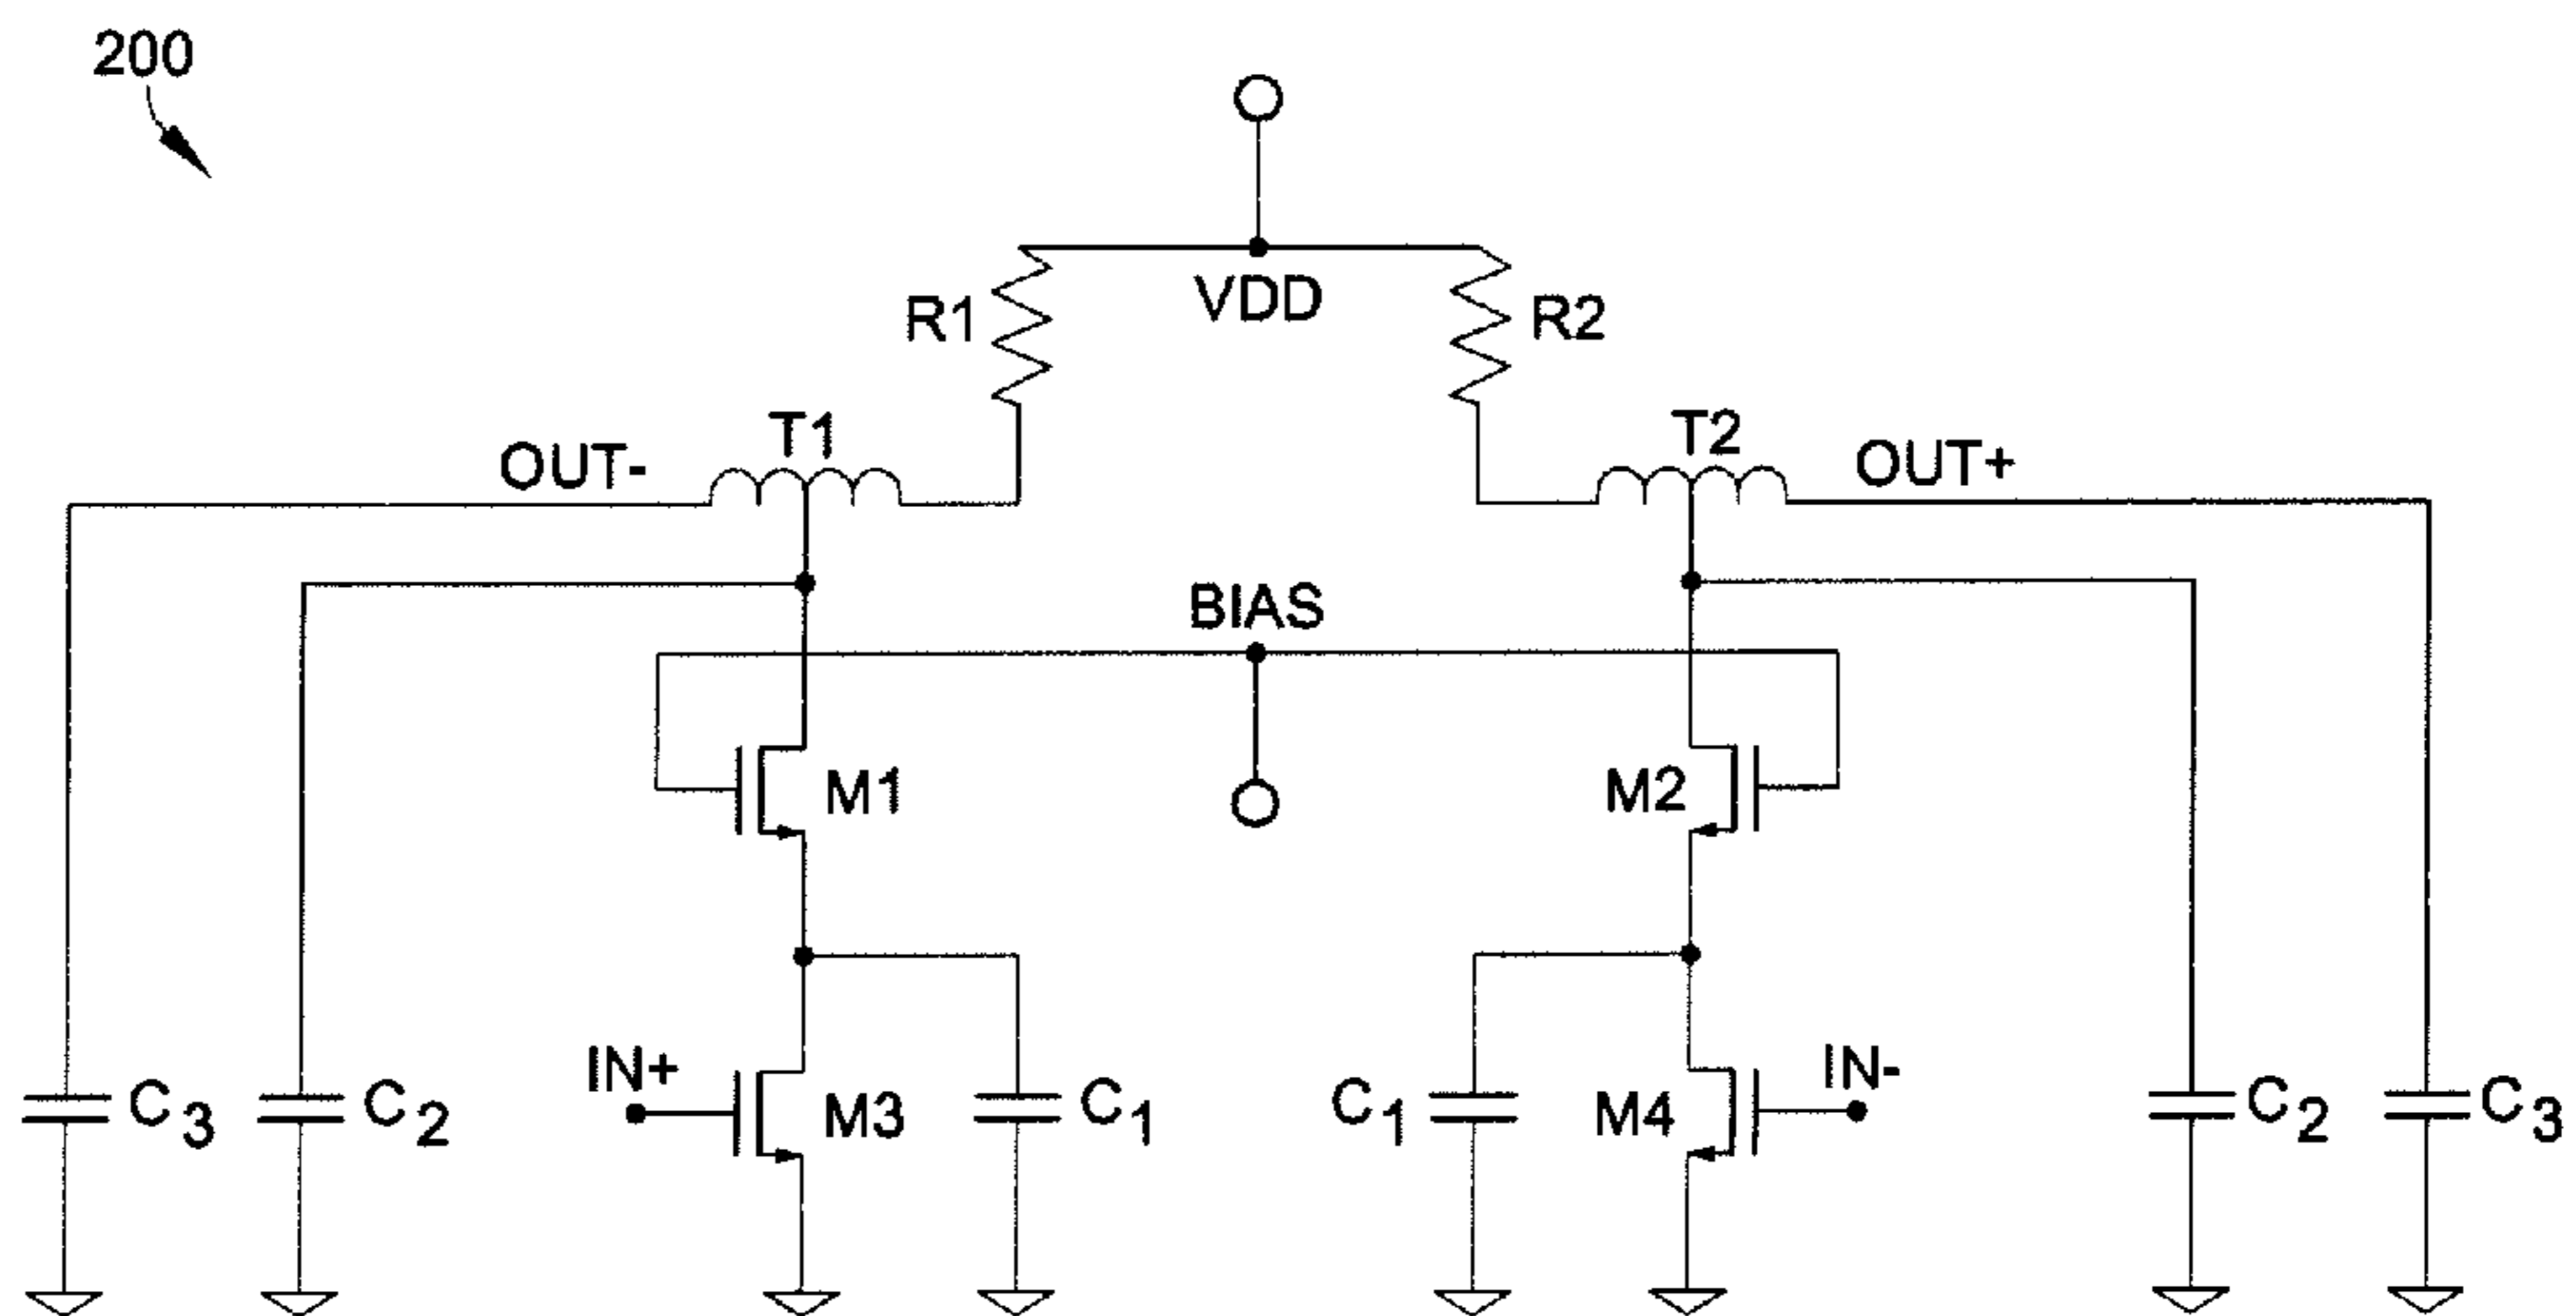 200
VDD
R1
R2
T1
T2
OUT-
OUT+
BIAS
M1
M2
IN+
IN-
C3
C2
M3
C1
C1
M4
C2
C3